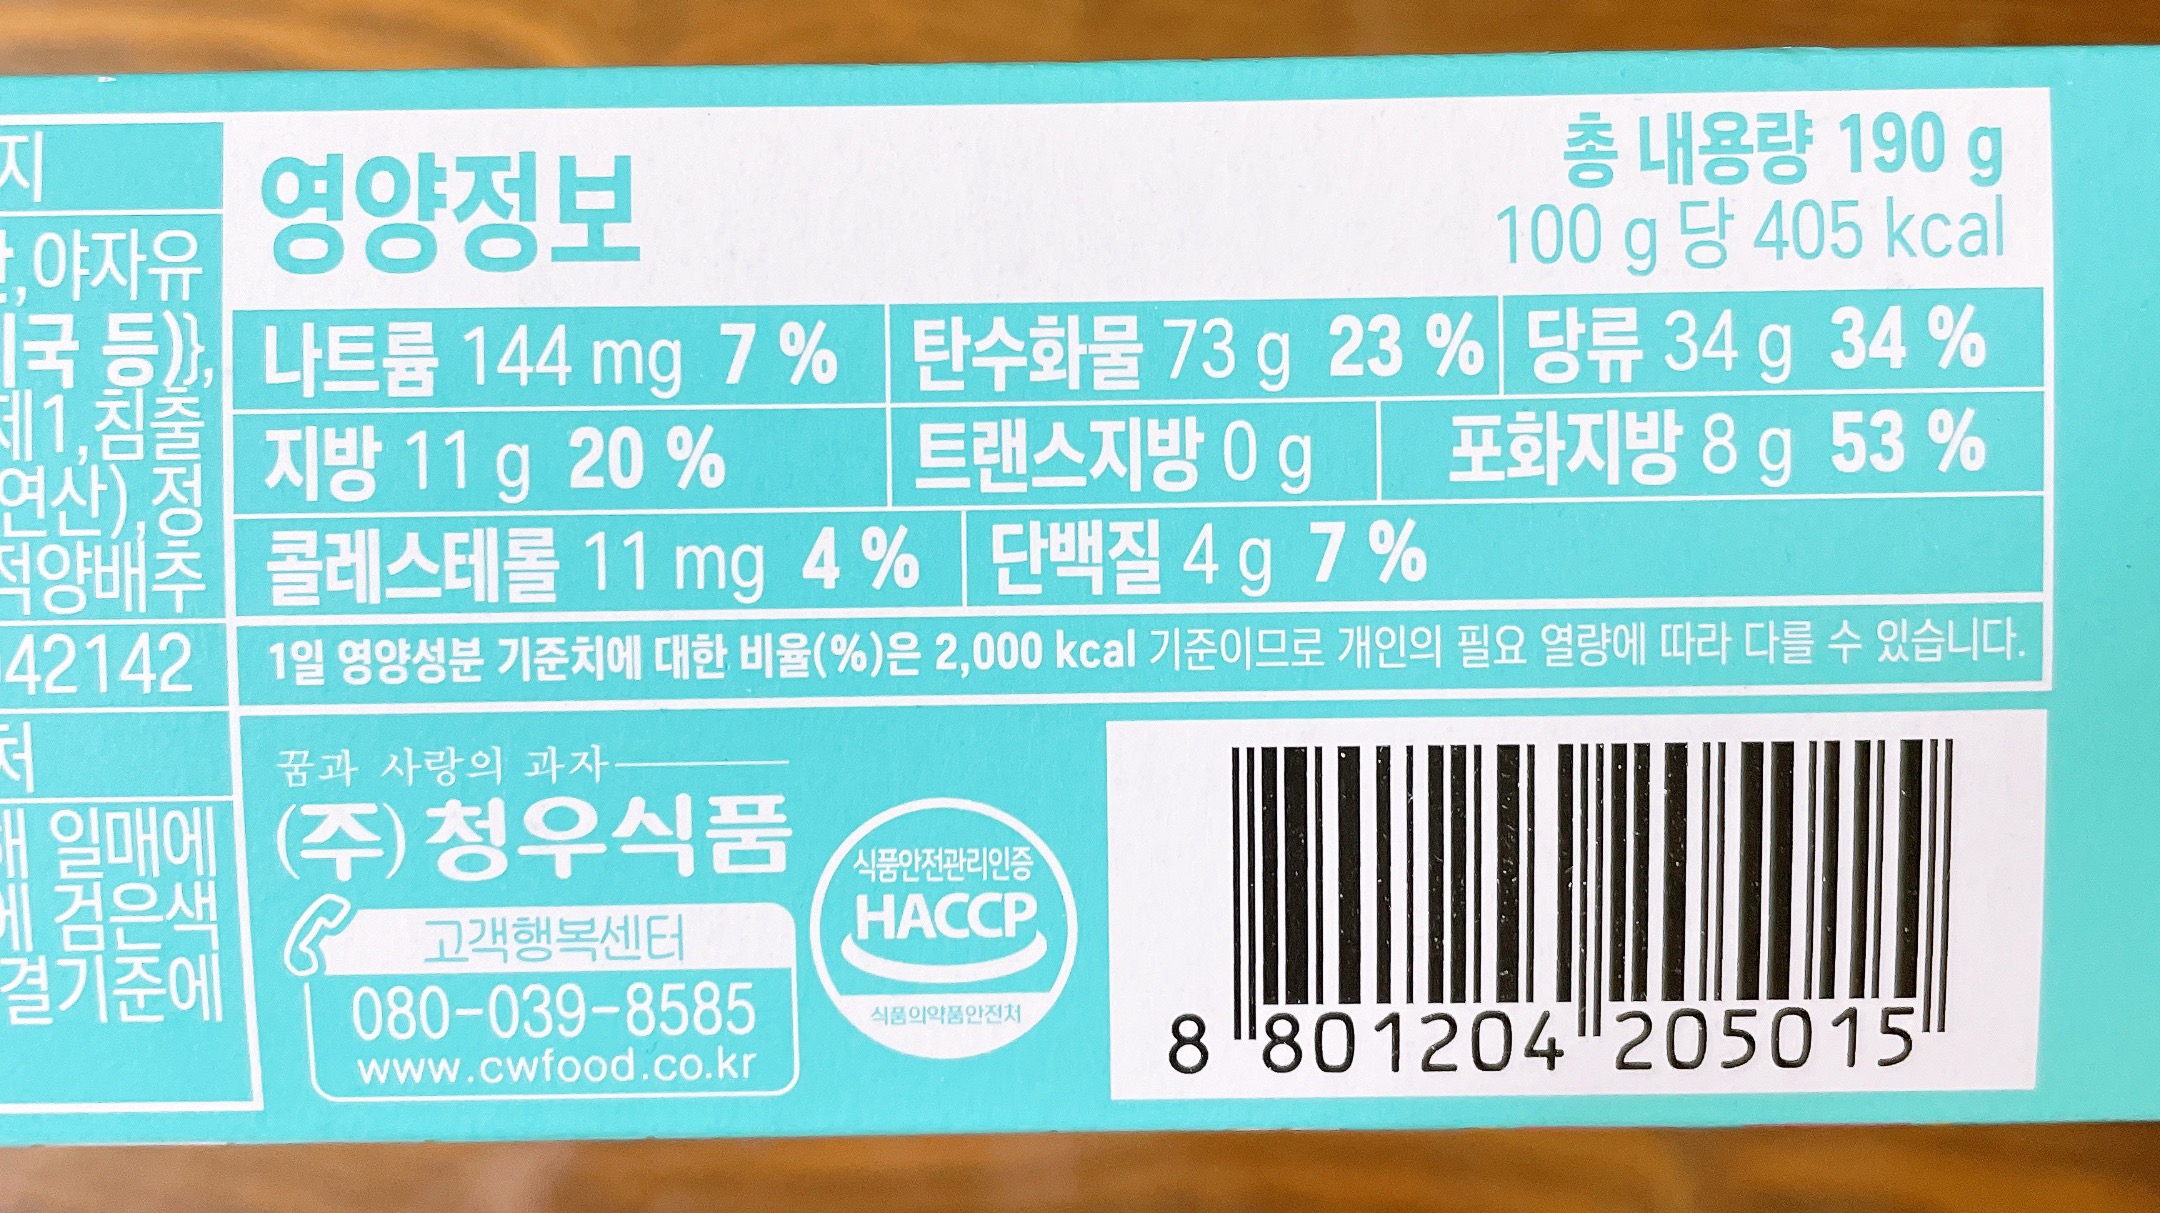 지
, 야자유
국 등)},
제1, 침출
연산), 정
적양배추
42142
처
해 일매에
에 검은색
결기준에
영양정보
총 내용량 190 g
100 g 당 405 kcal
나트륨 144 mg 7 % 탄수화물 73 g 23 % 당류 34 g 34 %
지방 11 g 20 % 트랜스지방 0 g 포화지방 8 g 53 %
콜레스테롤 11 mg 4 % 단백질 4 g 7 %
1일 영양성분 기준치에 대한 비율(%)은 2,000 kcal 기준이므로 개인의 필요 열량에 따라 다를 수 있습니다.
꿈과 사랑의 과자
(주)청우식품
고객행복센터
080-039-8585
www.cwfood.co.kr
식품안전관리인증
HACCP
식품의약품안전처
8 801204 205015